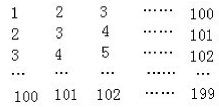 1 2 3 …… 100
2 3 4 …… 101
3 4 5 …… 102
… … … …… …
100 101 102 …… 199